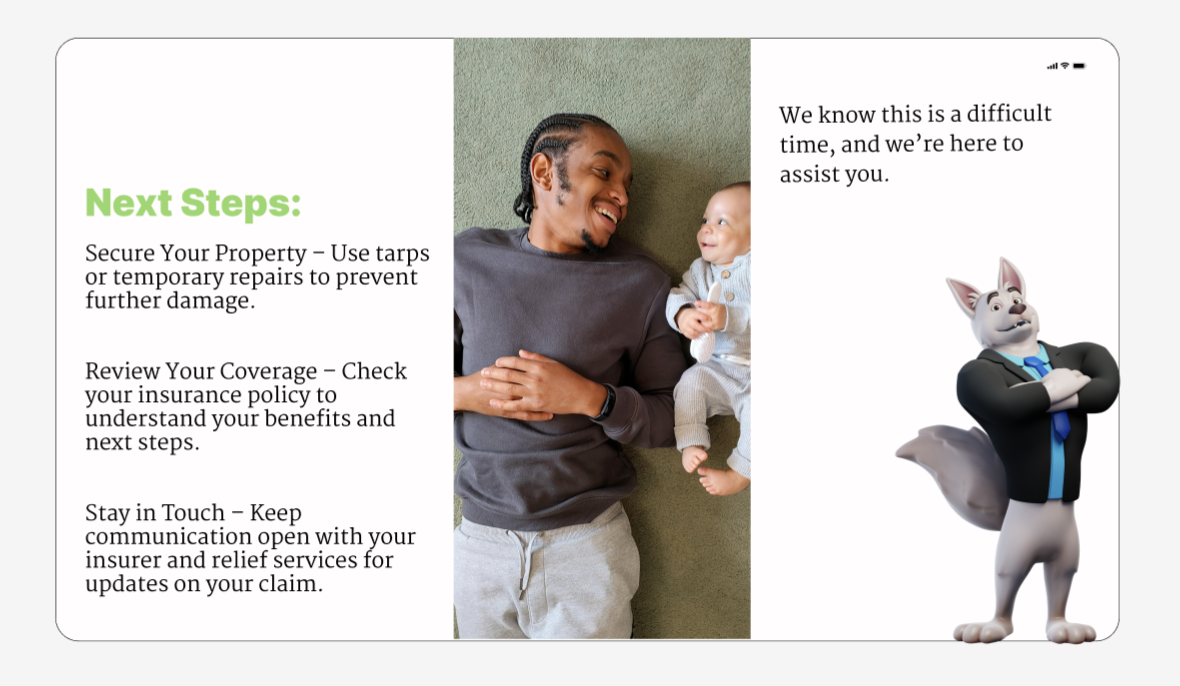 Next Steps:
Secure Your Property – Use tarps
or temporary repairs to prevent
further damage.
Review Your Coverage – Check
your insurance policy to
understand your benefits and
next steps.
Stay in Touch – Keep
communication open with your
insurer and relief services for
updates on your claim.
We know this is a difficult
time, and we’re here to
assist you.